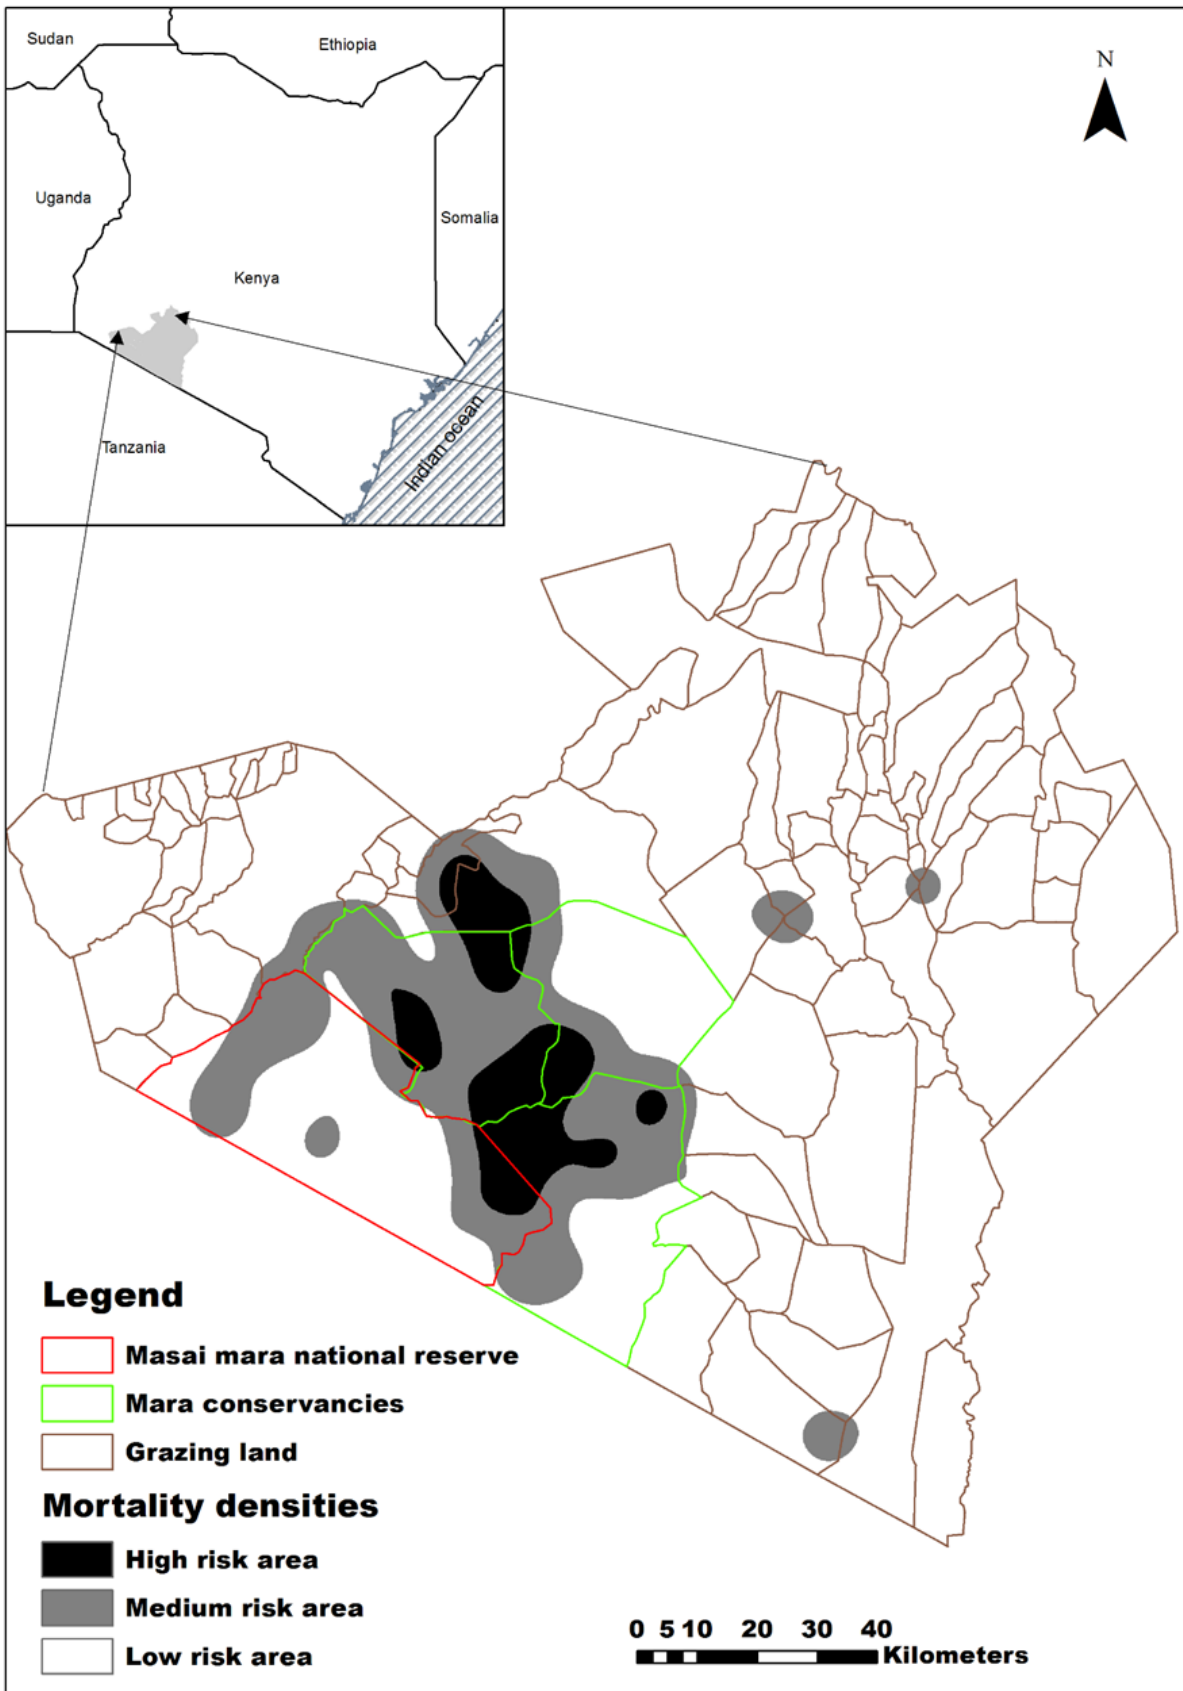 Sudan
Ethiopia
N
Uganda
Somalia
Kenya
Tanzania
Indian ocean
Legend
Masai mara national reserve
Mara conservancies
Grazing land
Mortality densities
High risk area
Medium risk area
Low risk area
0 5 10 20 30 40
Kilometers